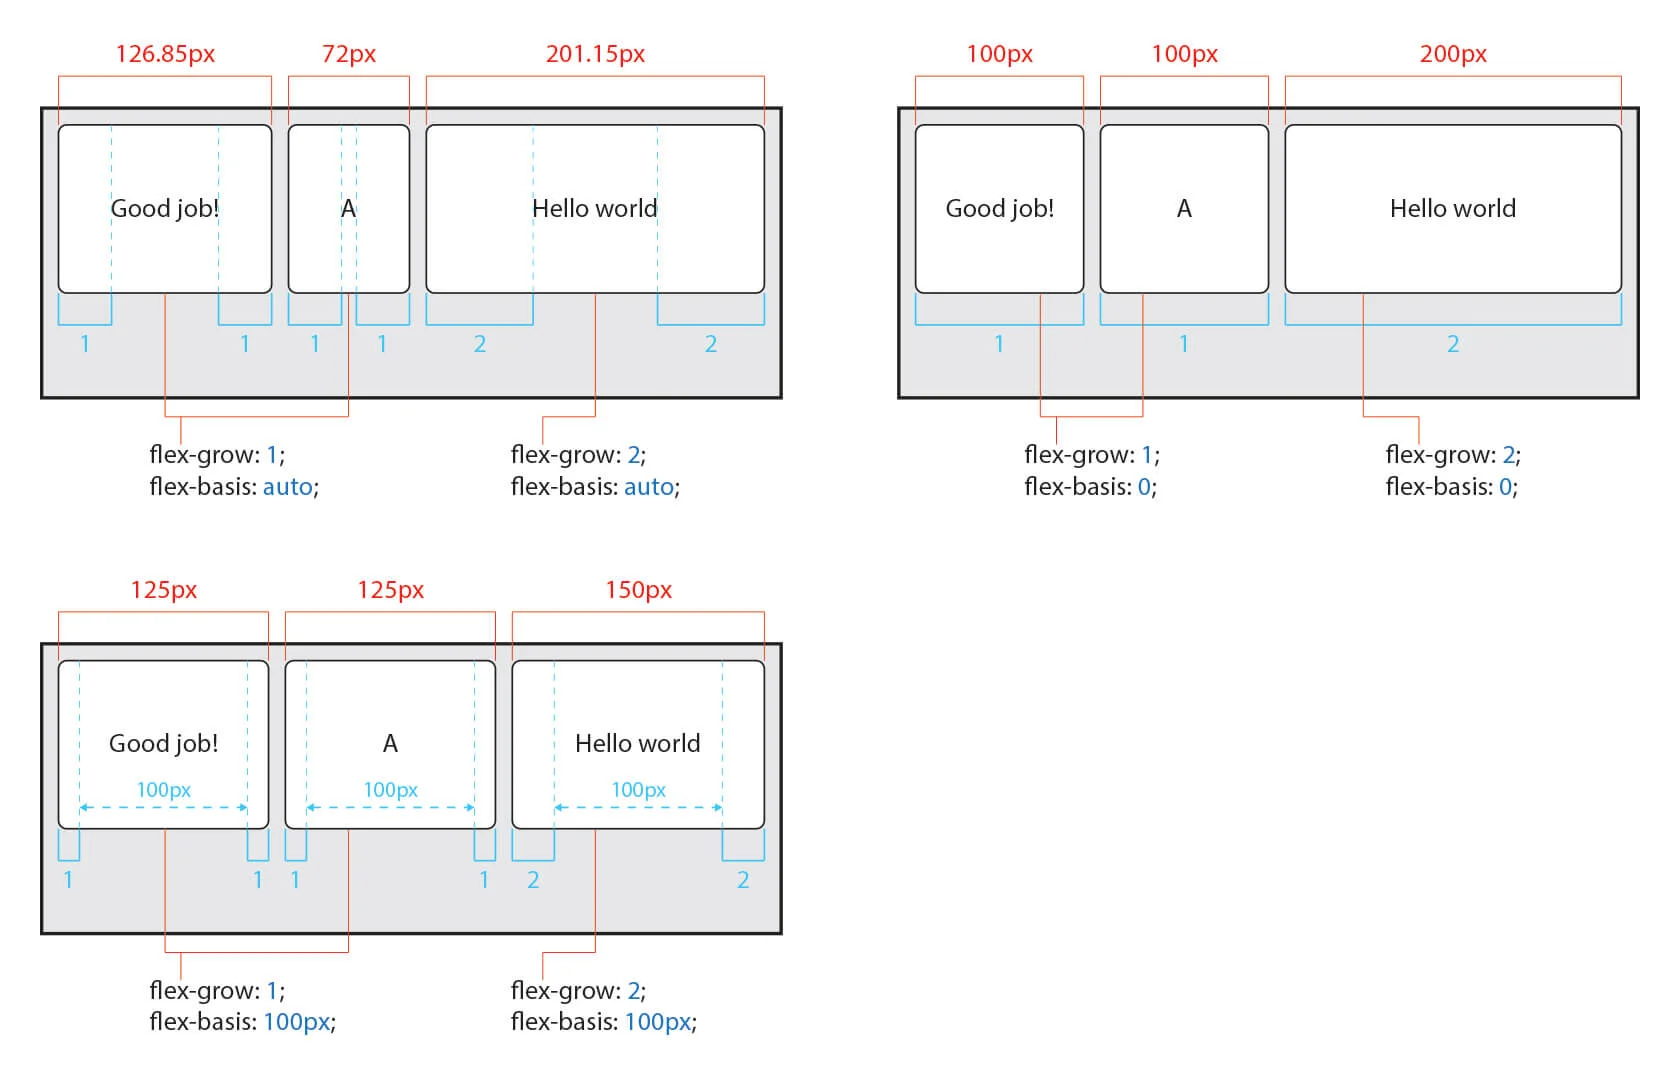 126.85px 72px 201.15px
Good job! A Hello world
1 1 1 1 2 2
flex-grow: 1; flex-grow: 2;
flex-basis: auto; flex-basis: auto;
100px 100px 200px
Good job! A Hello world
1 1 2
flex-grow: 1; flex-grow: 2;
flex-basis: 0; flex-basis: 0;
125px 125px 150px
Good job! A Hello world
100px 100px 100px
1 1 1 1 2 2
flex-grow: 1; flex-grow: 2;
flex-basis: 100px; flex-basis: 100px;